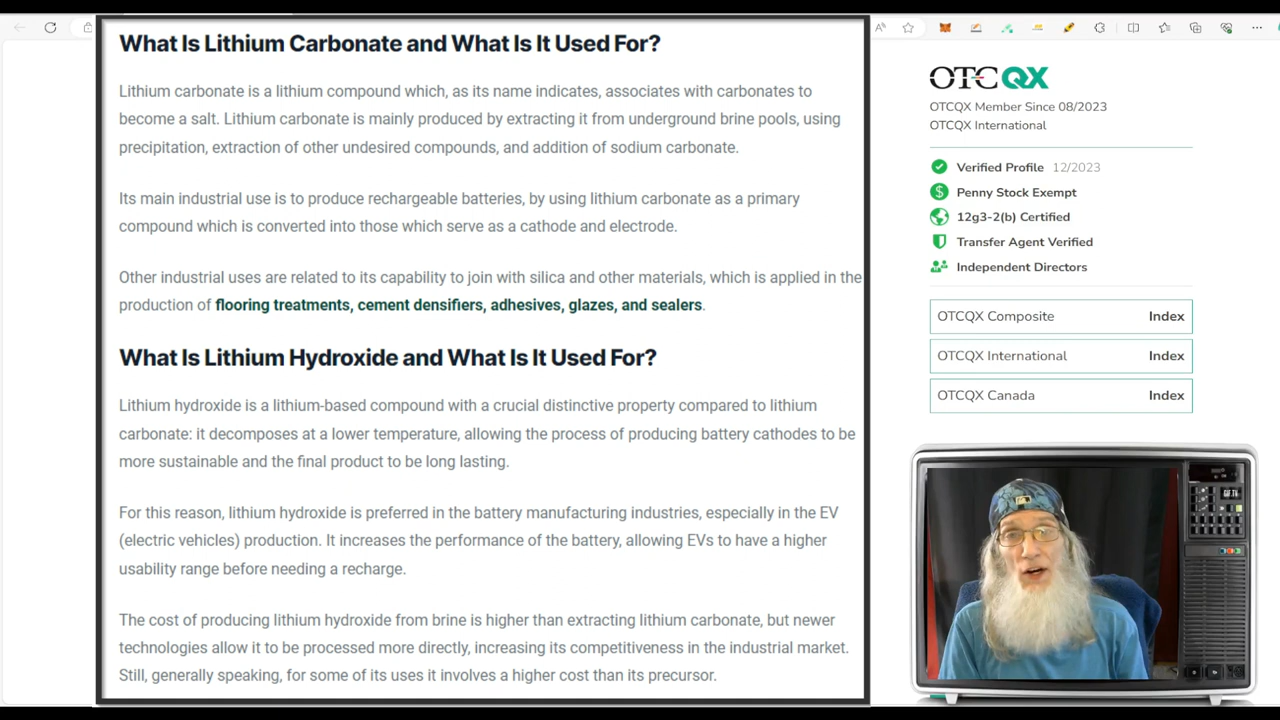 What Is Lithium Carbonate and What Is It Used For?
Lithium carbonate is a lithium compound which, as its name indicates, associates with carbonates to
become a salt. Lithium carbonate is mainly produced by extracting it from underground brine pools, using
precipitation, extraction of other undesired compounds, and addition of sodium carbonate.
Its main industrial use is to produce rechargeable batteries, by using lithium carbonate as a primary
compound which is converted into those which serve as a cathode and electrode.
Other industrial uses are related to its capability to join with silica and other materials, which is applied in the
production of flooring treatments, cement densifiers, adhesives, glazes, and sealers.
What Is Lithium Hydroxide and What Is It Used For?
Lithium hydroxide is a lithium-based compound with a crucial distinctive property compared to lithium
carbonate: it decomposes at a lower temperature, allowing the process of producing battery cathodes to be
more sustainable and the final product to be long lasting.
For this reason, lithium hydroxide is preferred in the battery manufacturing industries, especially in the EV
(electric vehicles) production. It increases the performance of the battery, allowing EVs to have a higher
usability range before needing a recharge.
The cost of producing lithium hydroxide from brine is higher than extracting lithium carbonate, but newer
technologies allow it to be processed more directly, increasing its competitiveness in the industrial market.
Still, generally speaking, for some of its uses it involves a higher cost than its precursor.
OTCQX
OTCQX Member Since 08/2023
OTCQX International
Verified Profile 12/2023
Penny Stock Exempt
12g3-2(b) Certified
Transfer Agent Verified
Independent Directors
OTCQX Composite Index
OTCQX International Index
OTCQX Canada Index